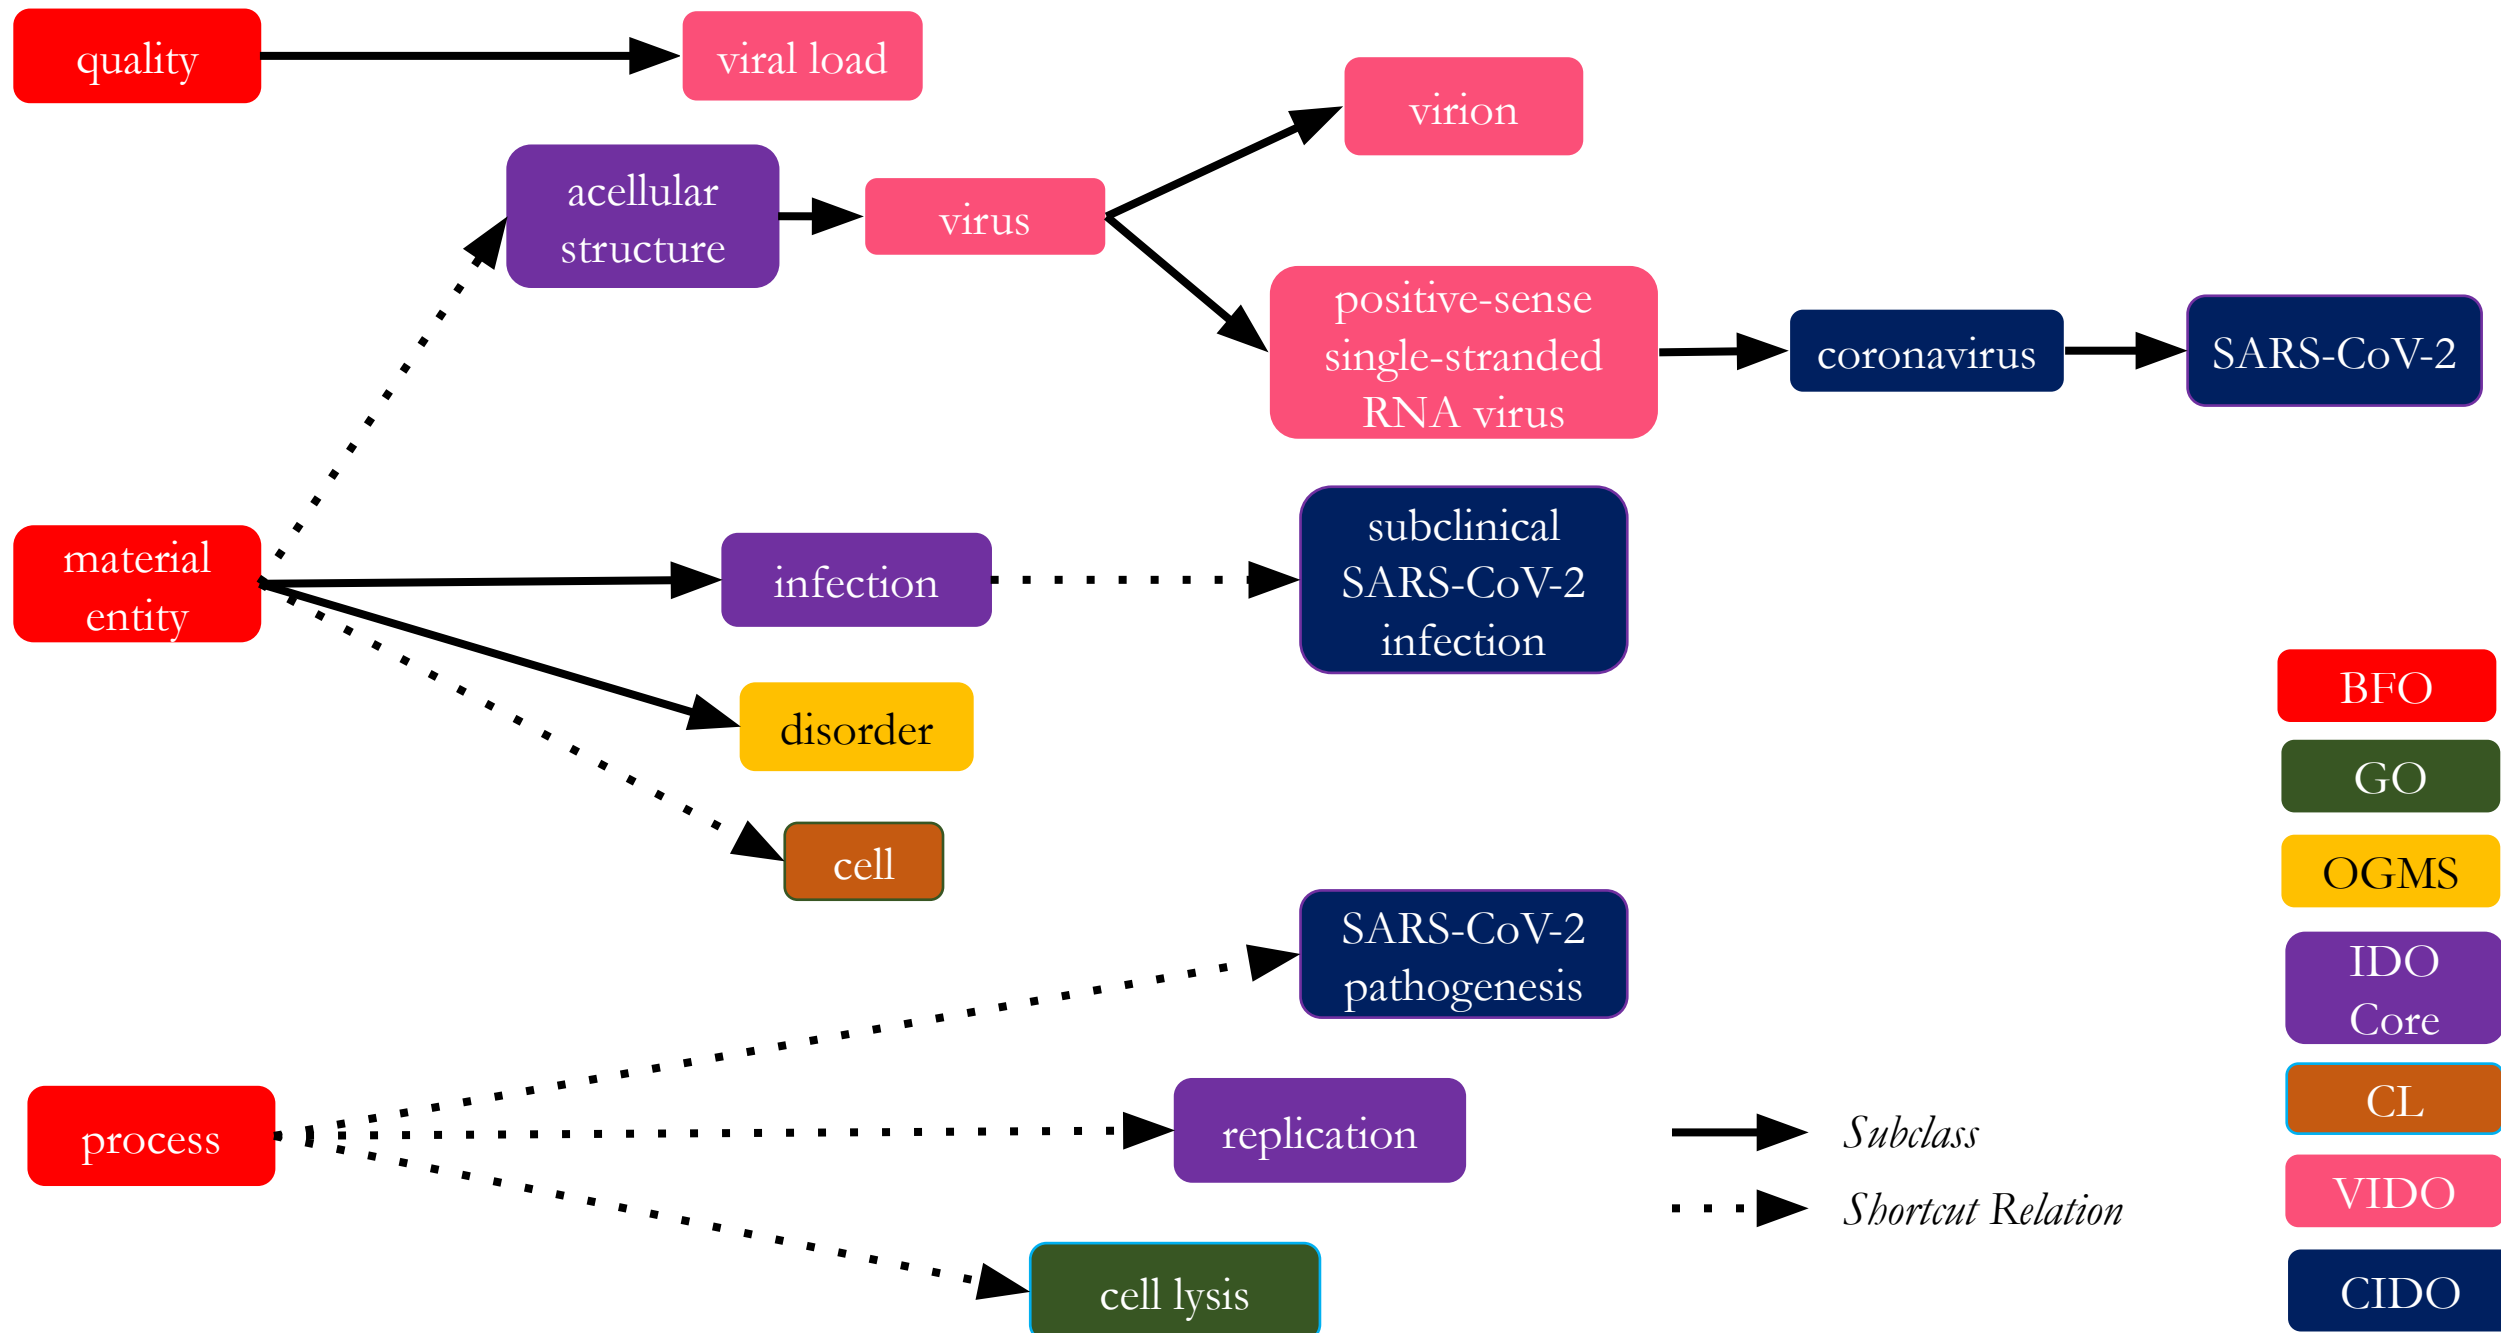 quality
viral load
virion
acellular
structure
virus
positive-sense
single-stranded
RNA virus
coronavirus
SARS-CoV-2
material
entity
infection
subclinical
SARS-CoV-2
infection
disorder
cell
SARS-CoV-2
pathogenesis
process
replication
cell lysis
Subclass
Shortcut Relation
BFO
GO
OGMS
IDO
Core
CL
VIDO
CIDO